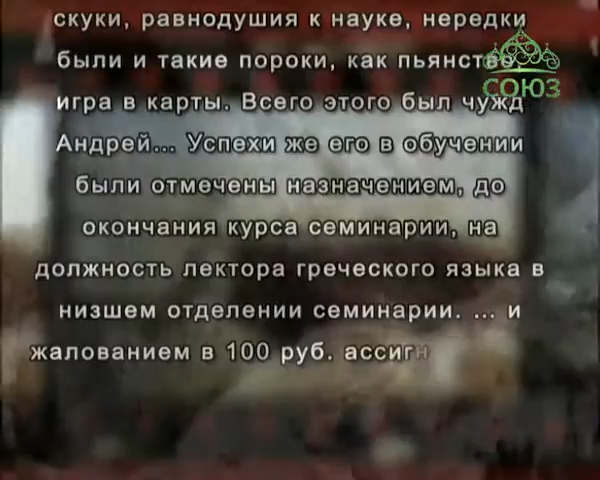 скуки, равнодушия к науке, нередки
были и такие пороки, как пьянство,
игра в карты. Всего этого был чужд
Андрей... Успехи же его в обучении
были отмечены назначением, до
окончания курса семинарии, на
должность лектора греческого языка в
низшем отделении семинарии. ... и
жалованием в 100 руб. ассигн
СОЮЗ